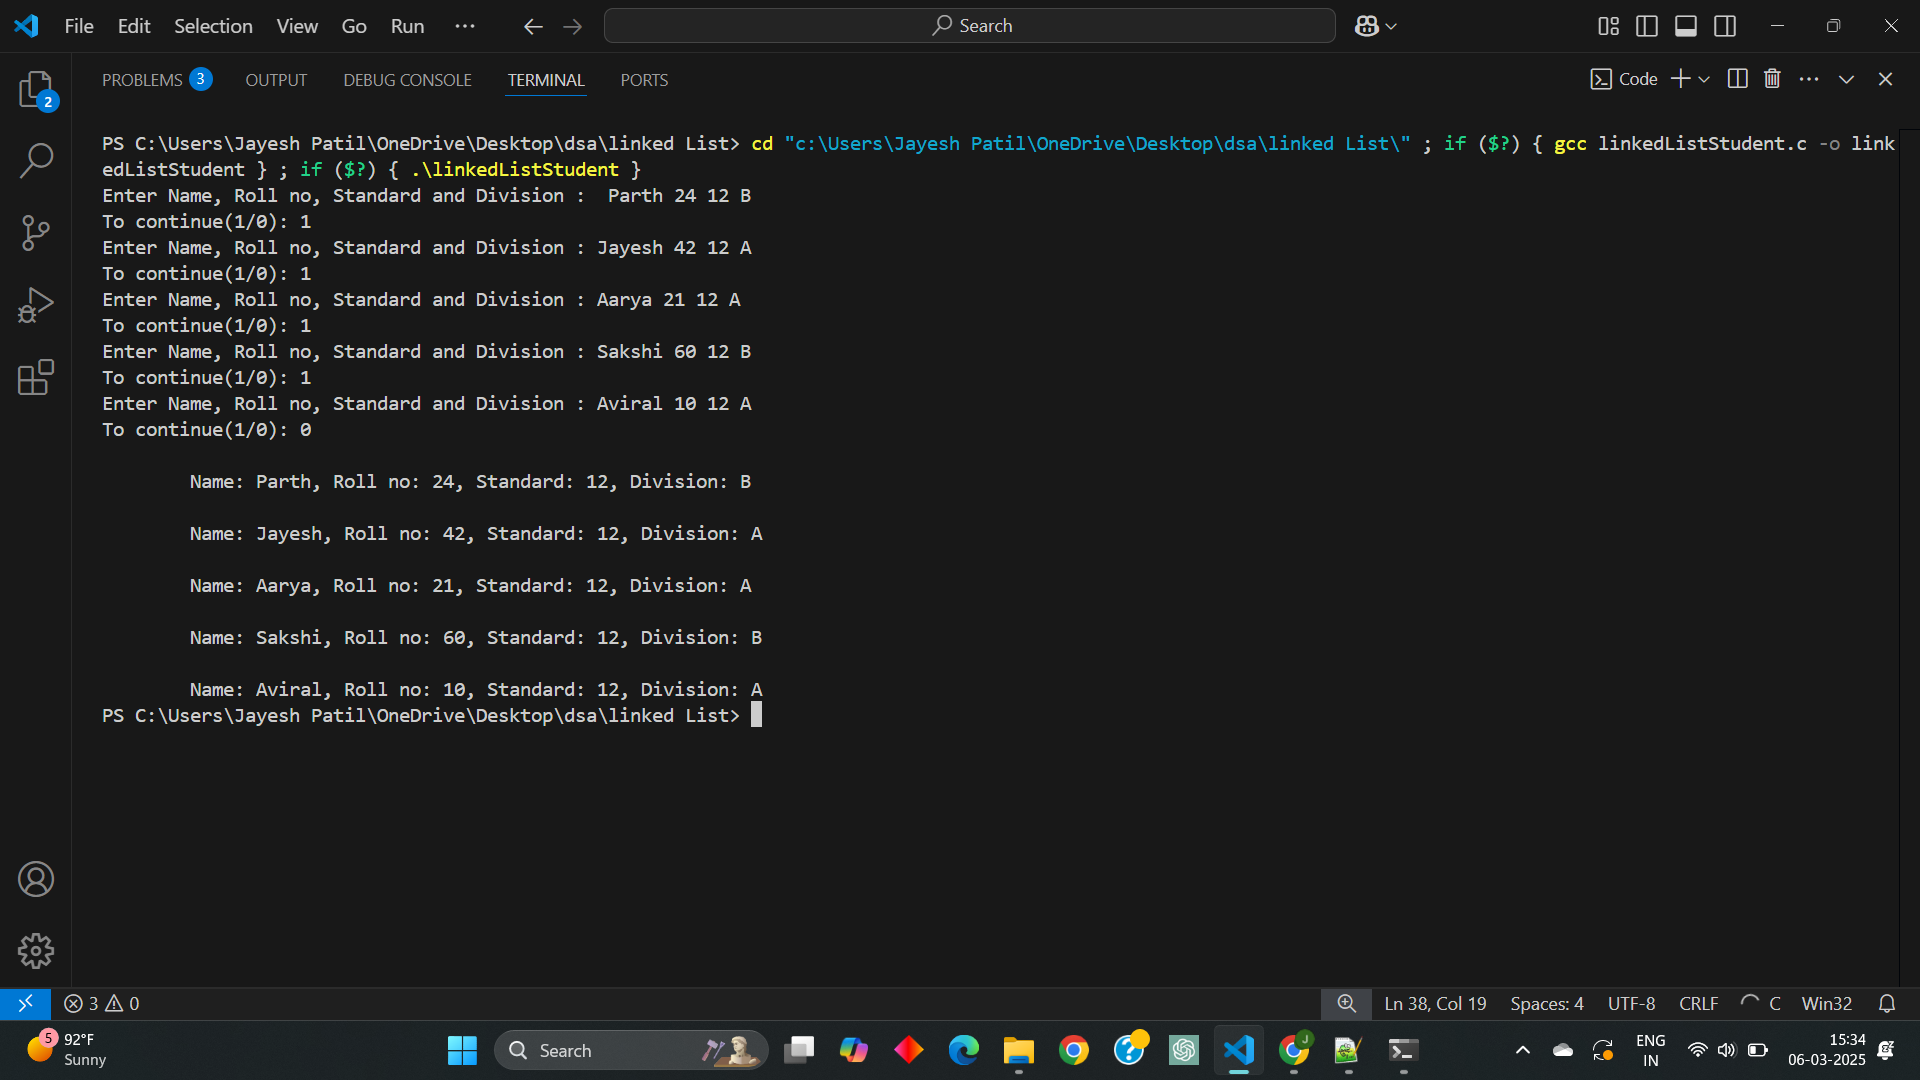 File Edit Selection View Go Run ··· Search
PROBLEMS 3 OUTPUT DEBUG CONSOLE TERMINAL PORTS Code
2
PS C:\Users\Jayesh Patil\OneDrive\Desktop\dsa\linked List> cd "c:\Users\Jayesh Patil\OneDrive\Desktop\dsa\linked List\" ; if ($?) { gcc linkedListStudent.c -o link
edListStudent } ; if ($?) { .\linkedListStudent }
Enter Name, Roll no, Standard and Division :  Parth 24 12 B
To continue(1/0): 1
Enter Name, Roll no, Standard and Division : Jayesh 42 12 A
To continue(1/0): 1
Enter Name, Roll no, Standard and Division : Aarya 21 12 A
To continue(1/0): 1
Enter Name, Roll no, Standard and Division : Sakshi 60 12 B
To continue(1/0): 1
Enter Name, Roll no, Standard and Division : Aviral 10 12 A
To continue(1/0): 0
Name: Parth, Roll no: 24, Standard: 12, Division: B
Name: Jayesh, Roll no: 42, Standard: 12, Division: A
Name: Aarya, Roll no: 21, Standard: 12, Division: A
Name: Sakshi, Roll no: 60, Standard: 12, Division: B
Name: Aviral, Roll no: 10, Standard: 12, Division: A
PS C:\Users\Jayesh Patil\OneDrive\Desktop\dsa\linked List>
3 0 Ln 38, Col 19 Spaces: 4 UTF-8 CRLF C Win32
5 92°F
Sunny
Search
J
ENG
IN
15:34
06-03-2025